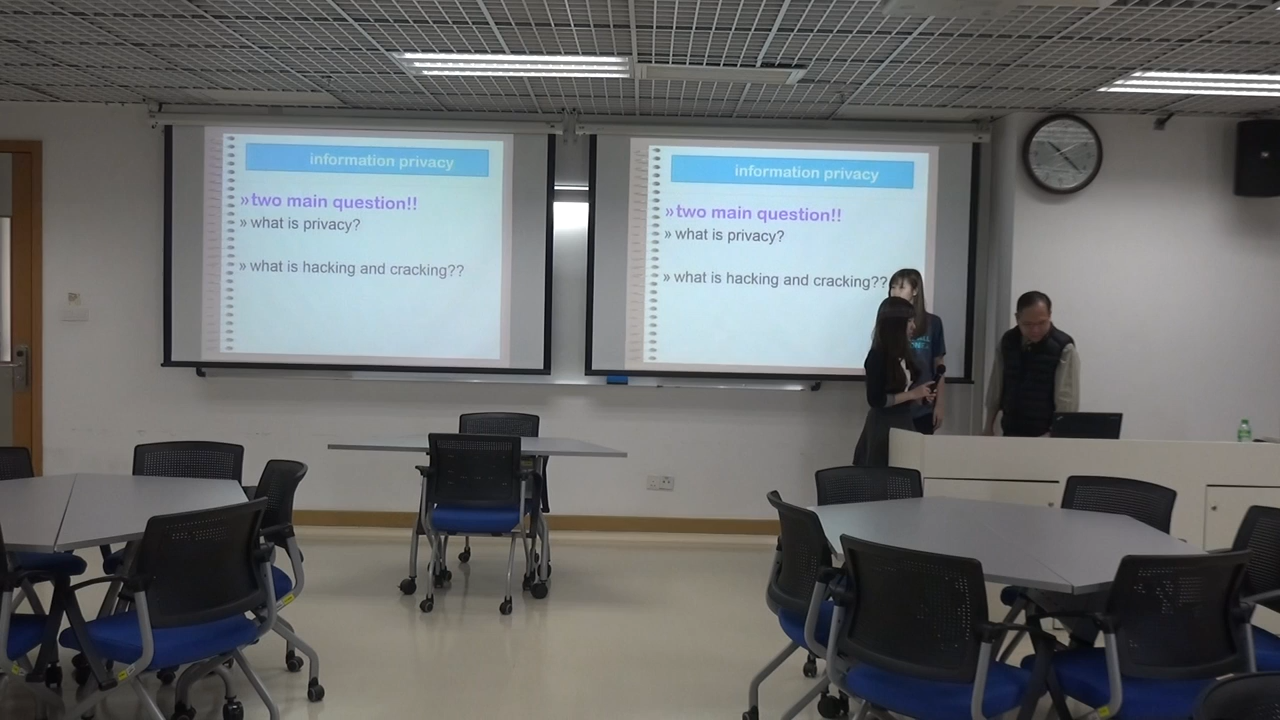 information privacy
»two main question!!
» what is privacy?
» what is hacking and cracking??
information privacy
»two main question!!
» what is privacy?
» what is hacking and cracking??